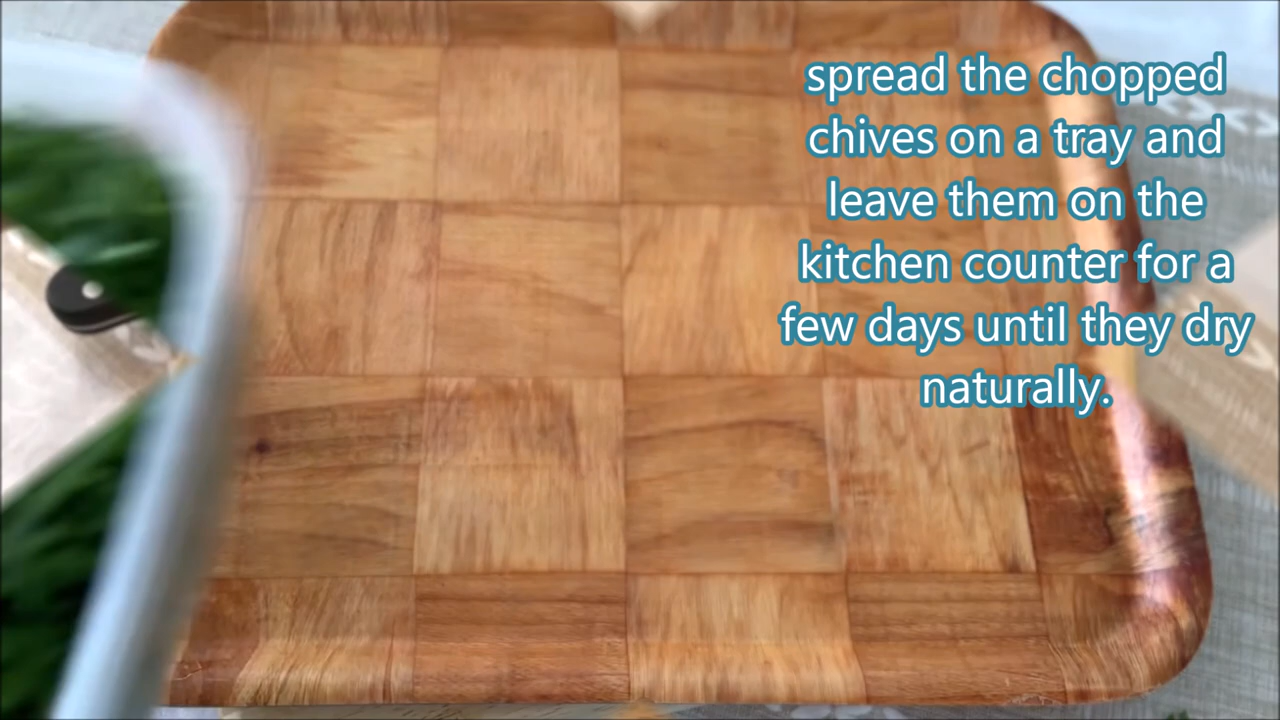 spread the chopped
chives on a tray and
leave them on the
kitchen counter for a
few days until they dry
naturally.